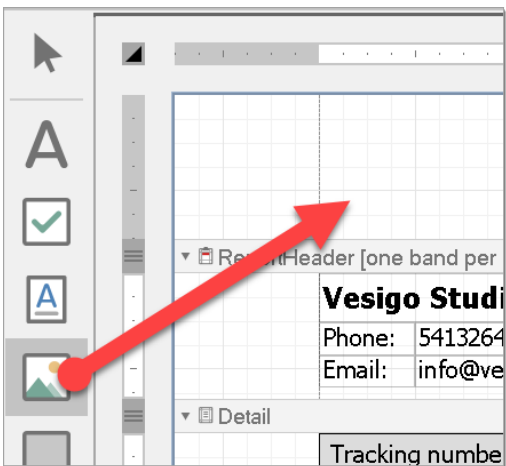 A
A
ReportHeader [one band per
Vesigo Studi
Phone: 5413264
Email: info@ve
Detail
Tracking numbe